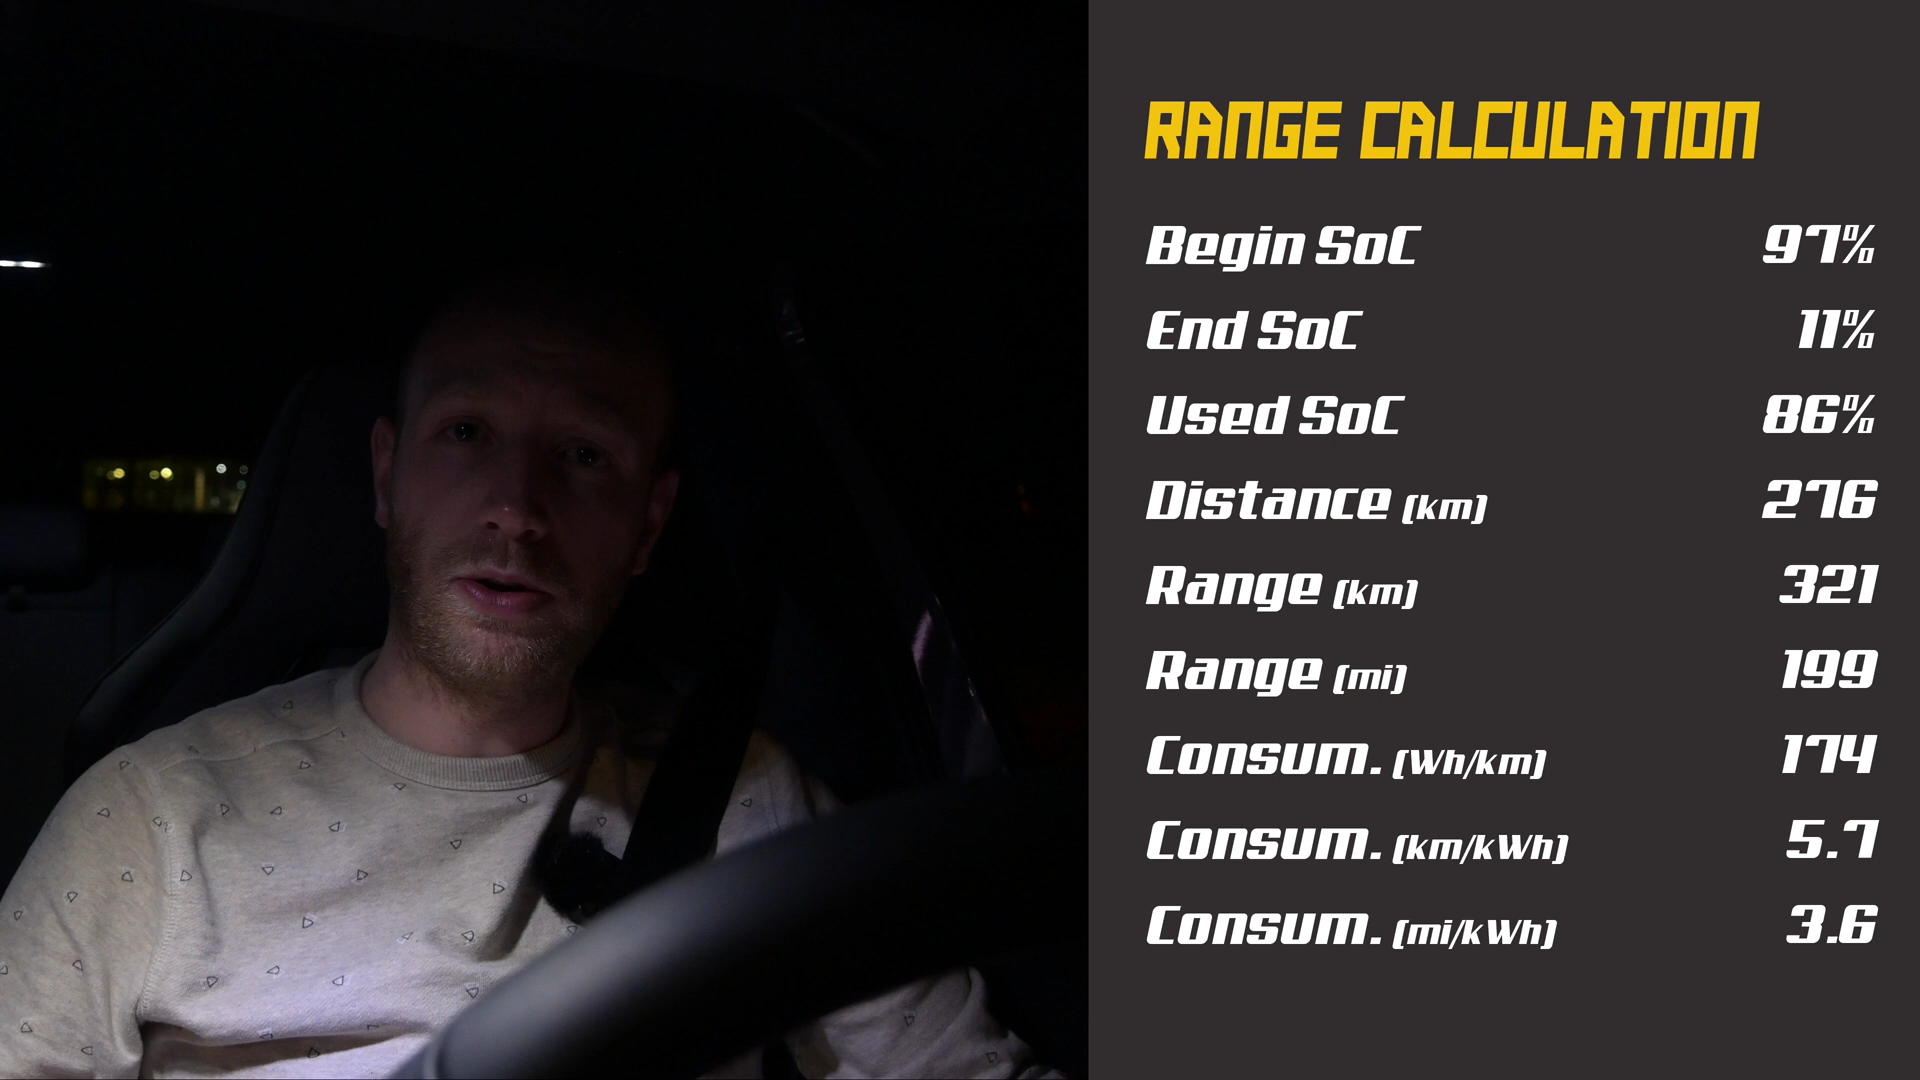 RANGE CALCULATION
Begin SoC 97%
End SoC 11%
Used SoC 86%
Distance (km) 276
Range (km) 321
Range (mi) 199
Consum. (Wh/km) 174
Consum. (km/kWh) 5.7
Consum. (mi/kWh) 3.6